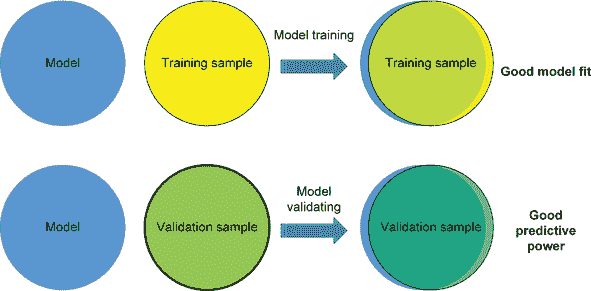 Model
Training sample
Model training
Training sample
Good model fit
Model
Validation sample
Model
validating
Validation sample
Good
predictive
power